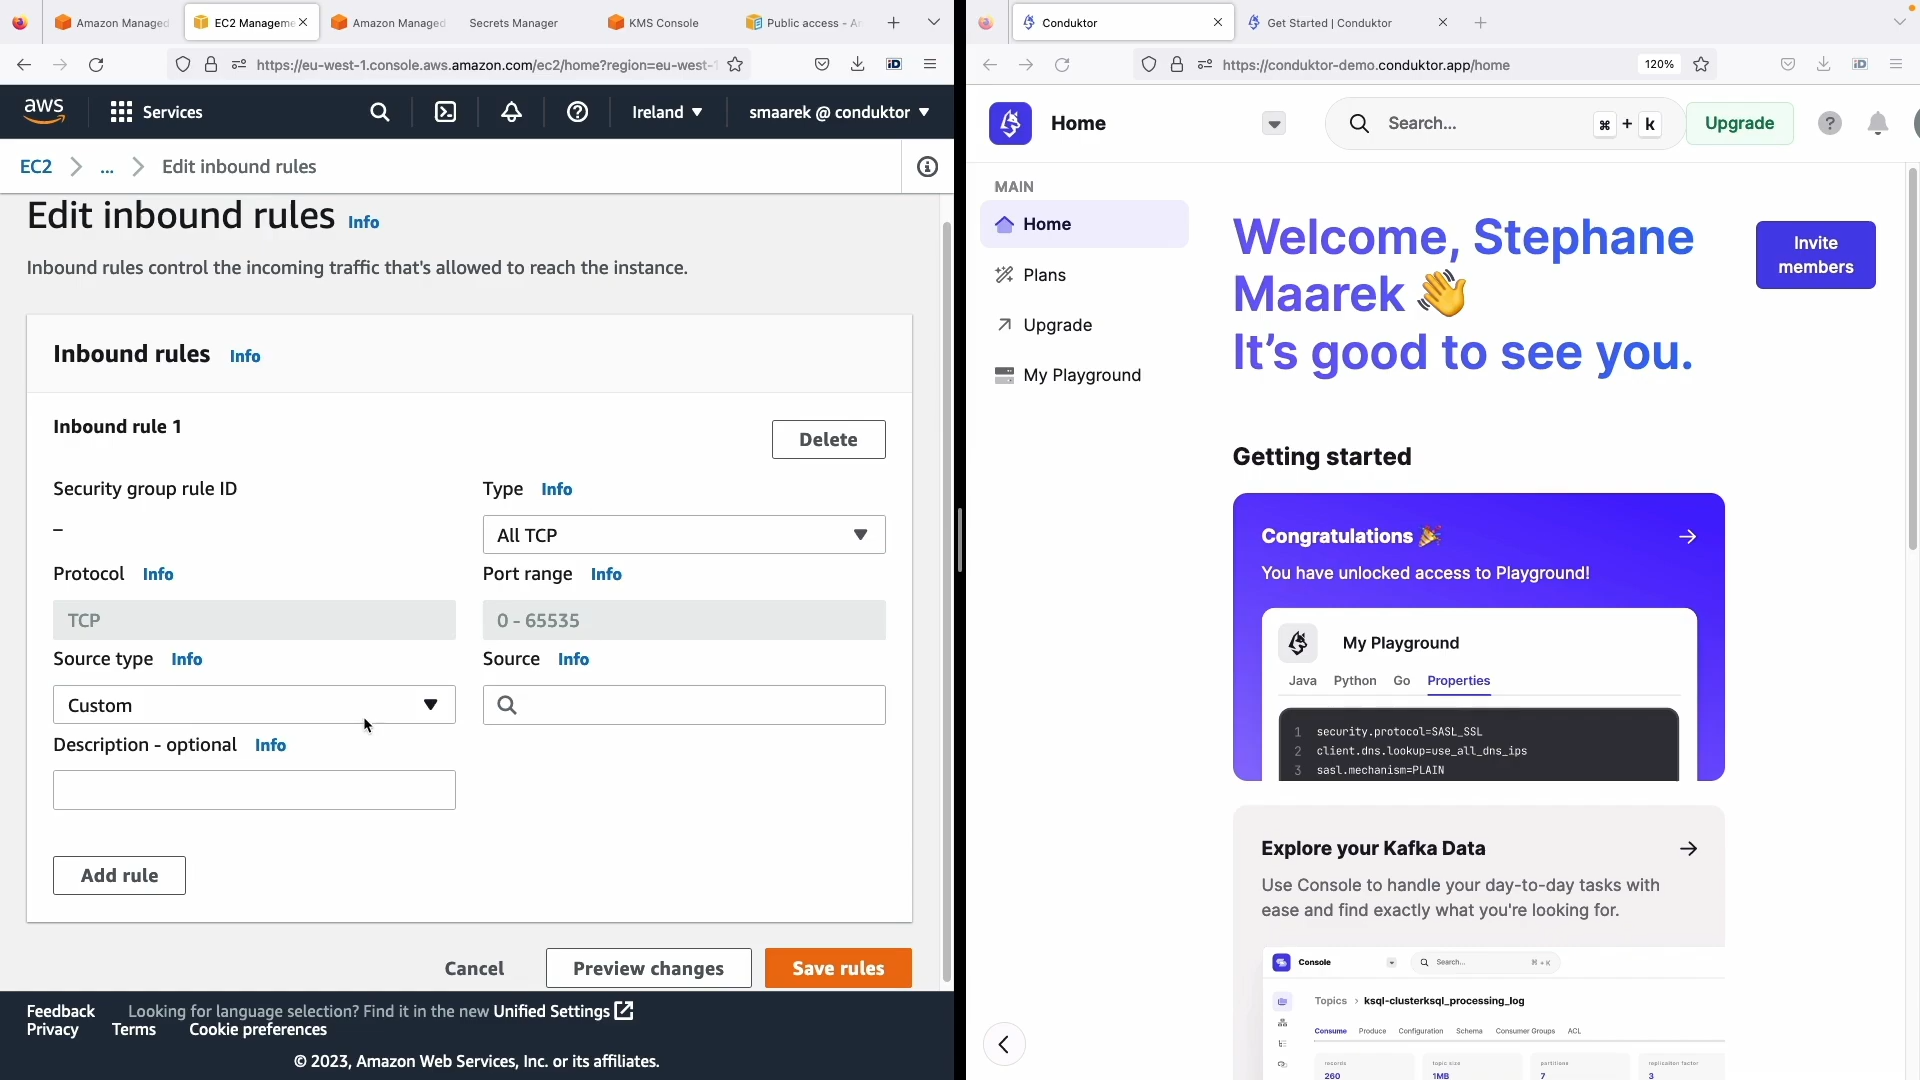 Amazon Managed
EC2 Manageme
Amazon Managed
Secrets Manager
KMS Console
Public access - A
https://eu-west-1.console.aws.amazon.com/ec2/home?region=eu-west-1
aws
Services
Ireland
smaarek @ conduktor
EC2
...
Edit inbound rules
Edit inbound rules Info
Inbound rules control the incoming traffic that's allowed to reach the instance.
Inbound rules Info
Inbound rule 1
Delete
Security group rule ID
Type Info
–
All TCP
Protocol Info
Port range Info
TCP
0 - 65535
Source type Info
Source Info
Custom
Description - optional Info
Add rule
Cancel
Preview changes
Save rules
Feedback
Looking for language selection? Find it in the new Unified Settings
Privacy
Terms
Cookie preferences
© 2023, Amazon Web Services, Inc. or its affiliates.
Conduktor
Get Started | Conduktor
https://conduktor-demo.conduktor.app/home
120%
Home
Search...
⌘ + k
Upgrade
MAIN
Home
Plans
Upgrade
My Playground
Welcome, Stephane
Maarek 👋
It's good to see you.
Invite
members
Getting started
Congratulations 🎉
You have unlocked access to Playground!
My Playground
Java Python Go Properties
1 security.protocol=SASL_SSL
2 client.dns.lookup=use_all_dns_ips
3 sasl.mechanism=PLAIN
Explore your Kafka Data
Use Console to handle your day-to-day tasks with
ease and find exactly what you're looking for.
Console
Search...
⌘ + K
Topics › ksql-clusterksql_processing_log
Consume Produce Configuration Schema Consumer Groups ACL
records
topic size
partitions
replication factor
260
1MB
7
3